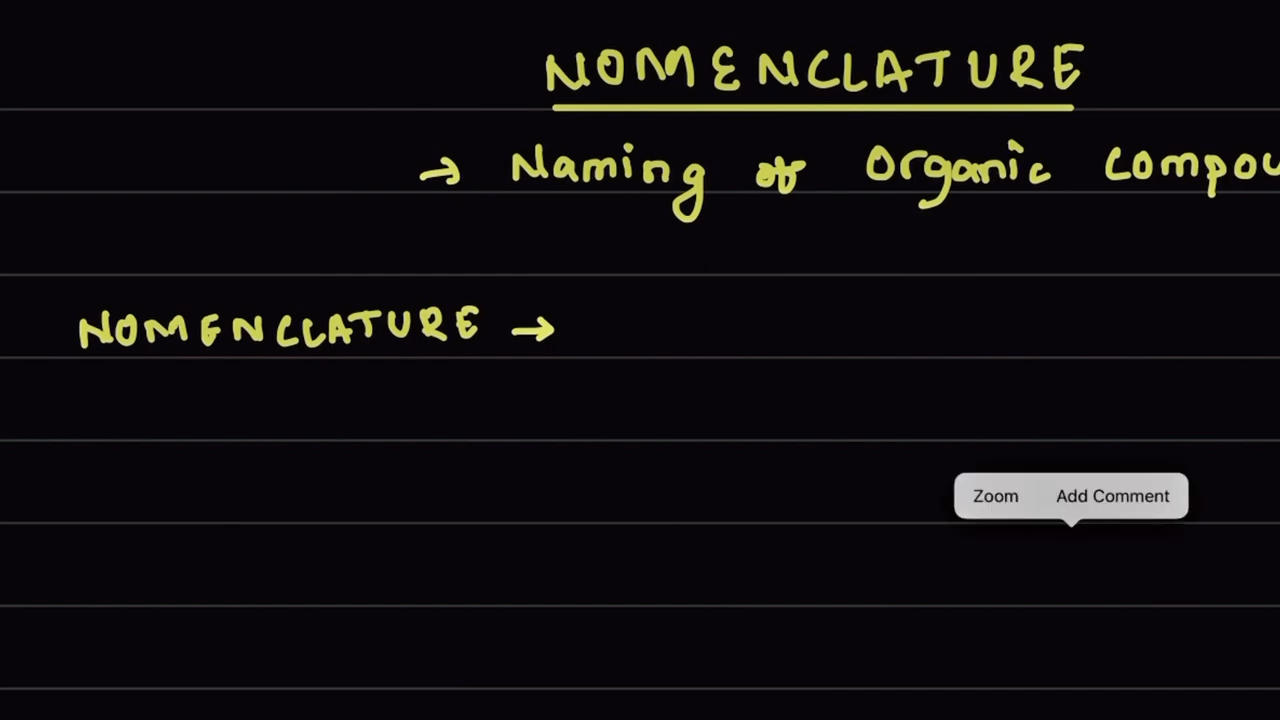 NOMENCLATURE
→ Naming of Organic Compou
NOMENCLATURE →
Zoom Add Comment